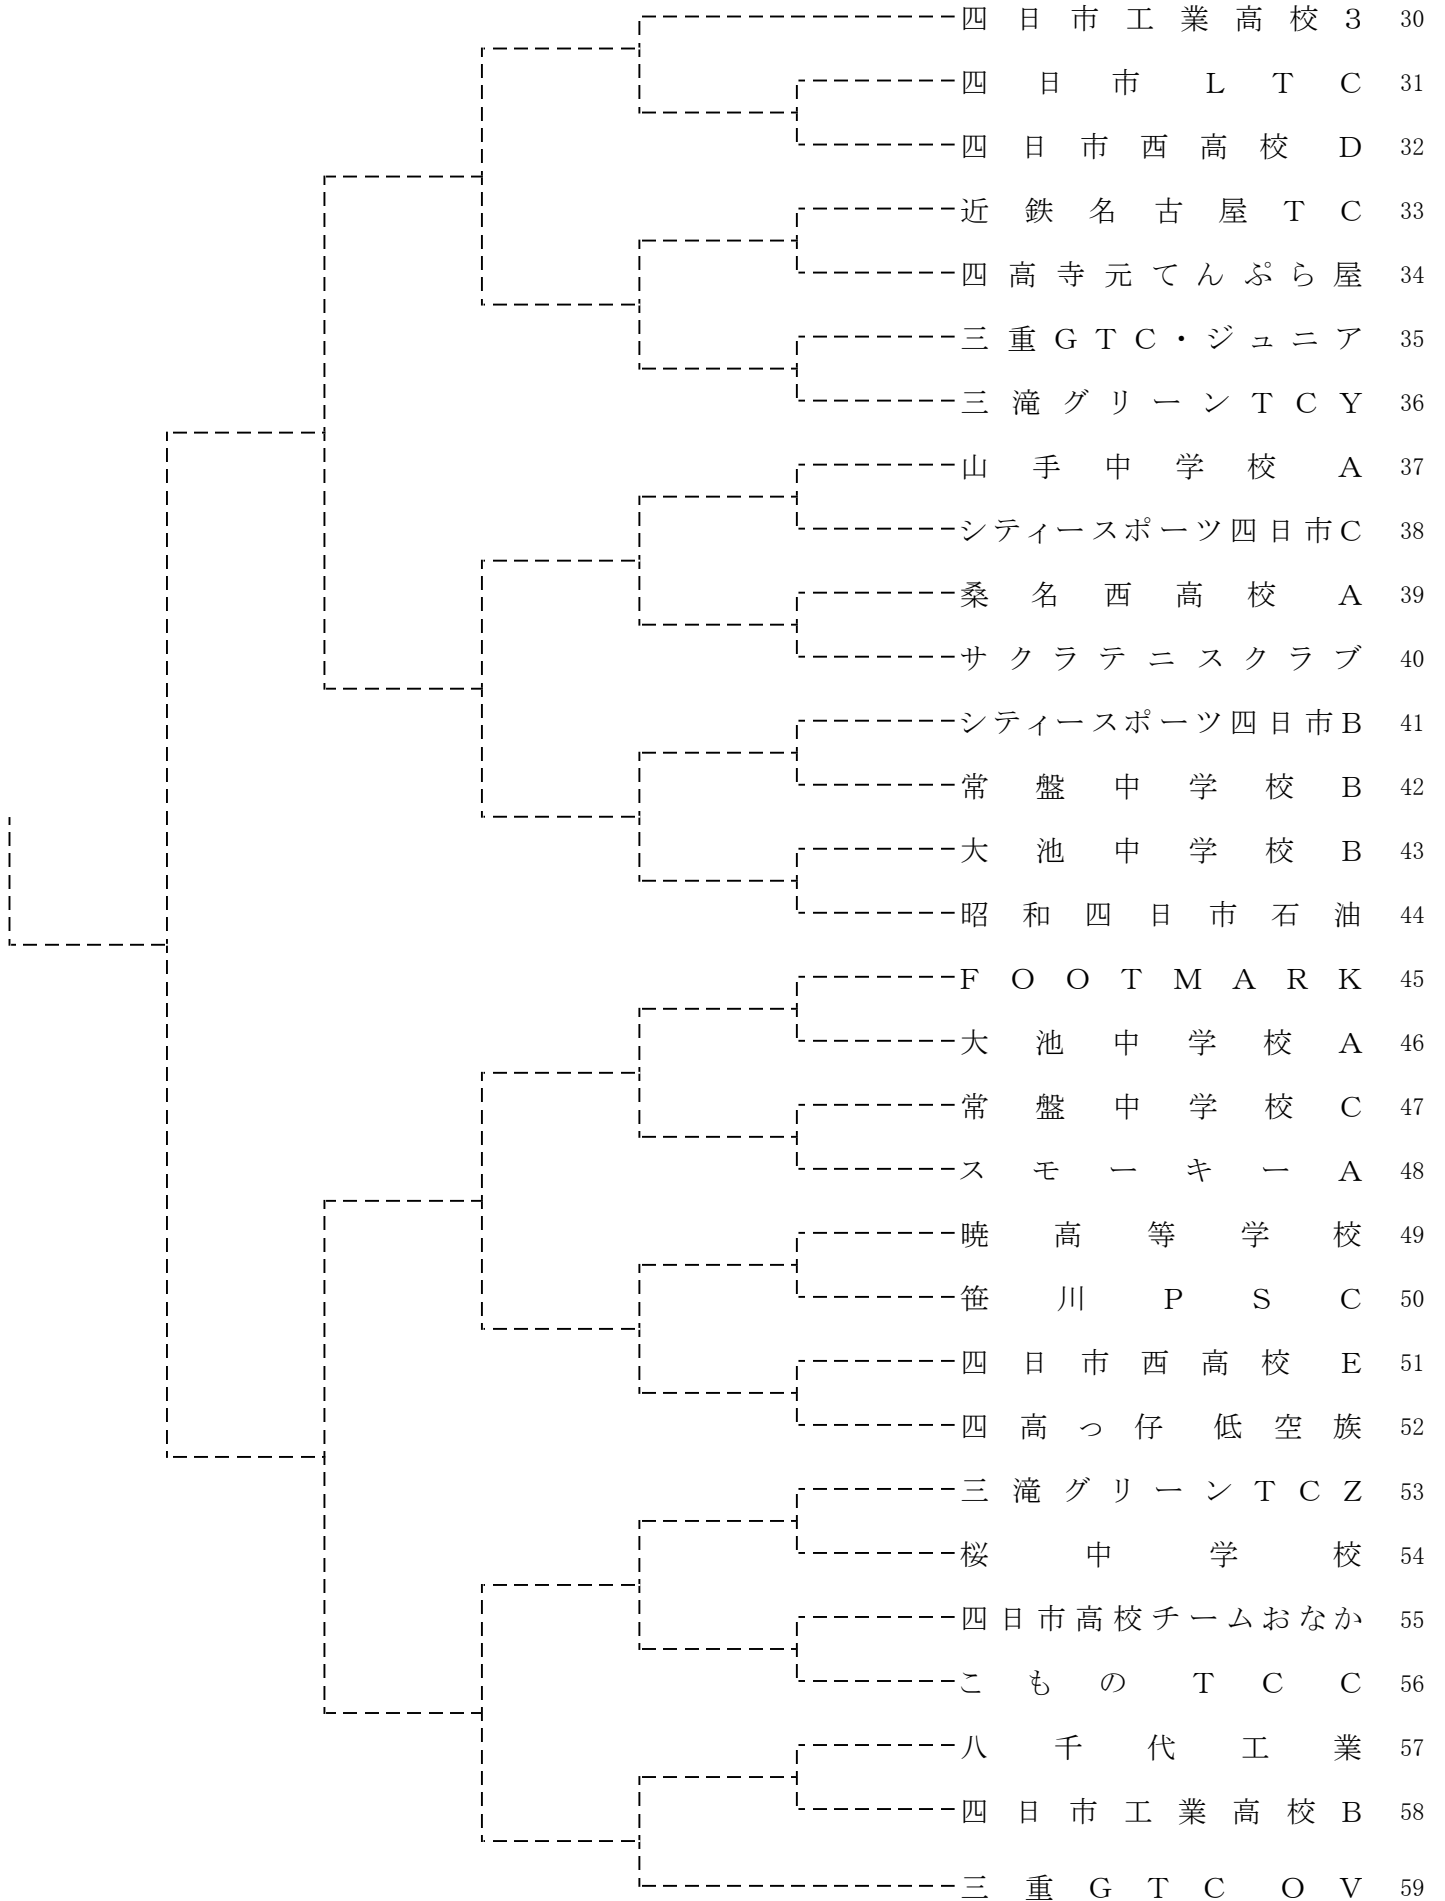 四日市工業高校３ 30
四日市ＬＴＣ 31
四日市西高校Ｄ 32
近鉄名古屋ＴＣ 33
四高寺元てんぷら屋 34
三重ＧＴＣ・ジュニア 35
三滝グリーンＴＣＹ 36
山手中学校Ａ 37
シティースポーツ四日市Ｃ 38
桑名西高校Ａ 39
サクラテニスクラブ 40
シティースポーツ四日市Ｂ 41
常盤中学校Ｂ 42
大池中学校Ｂ 43
昭和四日市石油 44
ＦＯＯＴＭＡＲＫ 45
大池中学校Ａ 46
常盤中学校Ｃ 47
スモーキーＡ 48
暁高等学校 49
笹川ＰＳＣ 50
四日市西高校Ｅ 51
四高っ仔 低空族 52
三滝グリーンＴＣＺ 53
桜中学校 54
四日市高校チームおなか 55
こものＴＣＣ 56
八千代工業 57
四日市工業高校Ｂ 58
三重ＧＴＣ ＯＶ 59